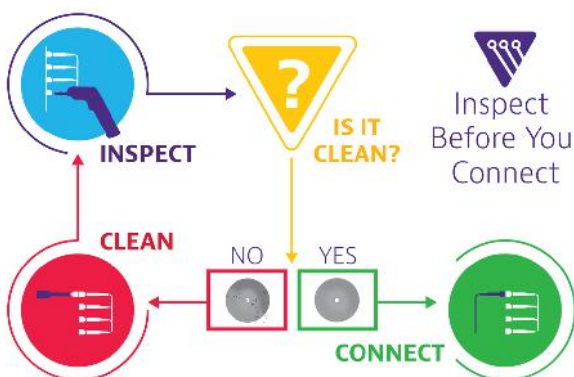 ?
INSPECT
IS IT
CLEAN?
Inspect
Before You
Connect
CLEAN
NO
YES
CONNECT